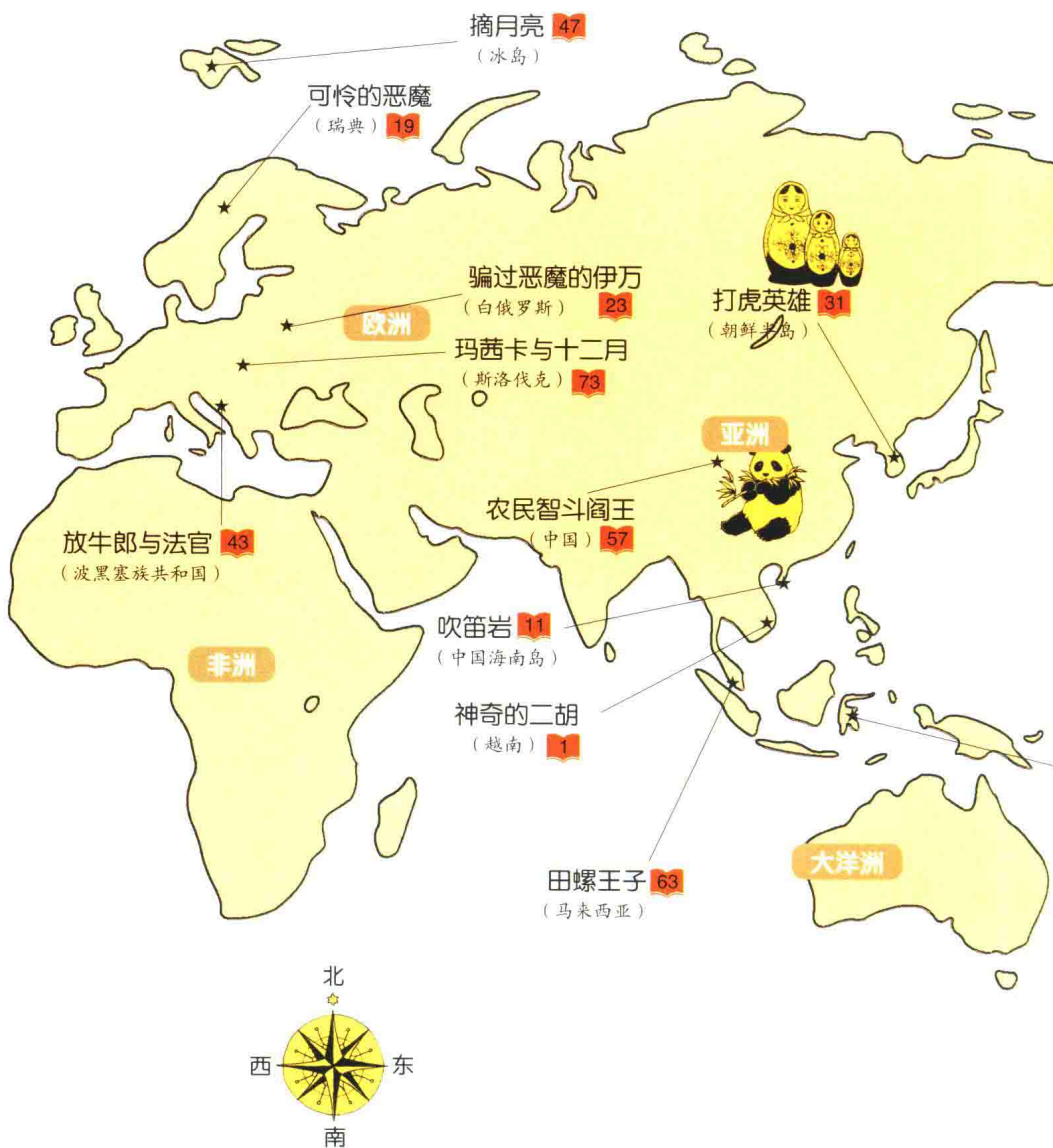 摘月亮 47
（冰岛）
可怜的恶魔
（瑞典） 19
骗过恶魔的伊万
（白俄罗斯） 23
欧洲
打虎英雄 31
（朝鲜半岛）
玛茜卡与十二月
（斯洛伐克） 73
亚洲
农民智斗阎王
（中国） 57
放牛郎与法官 43
（波黑塞族共和国）
吹笛岩 11
（中国海南岛）
非洲
神奇的二胡
（越南） 1
大洋洲
田螺王子 63
（马来西亚）
北
西
东
南